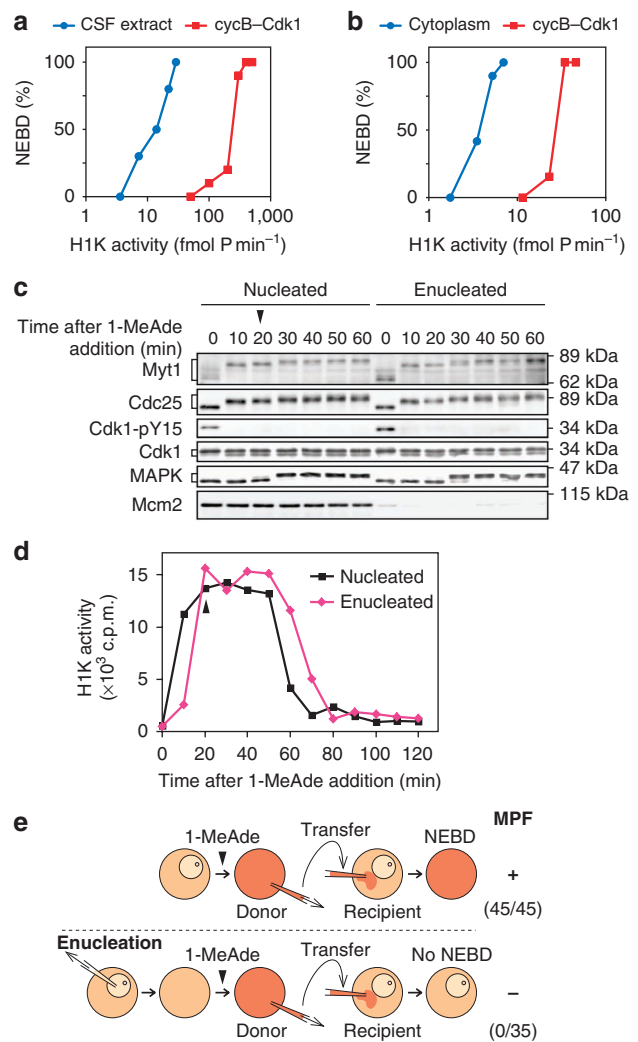 a
CSF extract
cycB–Cdk1
100
50
0
NEBD (%)
1
10
100
1,000
H1K activity (fmol P min⁻¹)
b
Cytoplasm
cycB–Cdk1
100
50
0
NEBD (%)
1
10
100
H1K activity (fmol P min⁻¹)
c
Nucleated
Enucleated
Time after 1-MeAde
addition (min)
0 10 20 30 40 50 60 0 10 20 30 40 50 60
Myt1
89 kDa
62 kDa
Cdc25
89 kDa
Cdk1-pY15
34 kDa
Cdk1
34 kDa
MAPK
47 kDa
Mcm2
115 kDa
d
Nucleated
Enucleated
15
10
5
0
H1K activity
(×10³ c.p.m.)
0 20 40 60 80 100 120
Time after 1-MeAde addition (min)
e
MPF
1-MeAde
Transfer
NEBD
+
Donor
Recipient
(45/45)
Enucleation
1-MeAde
Transfer
No NEBD
–
Donor
Recipient
(0/35)